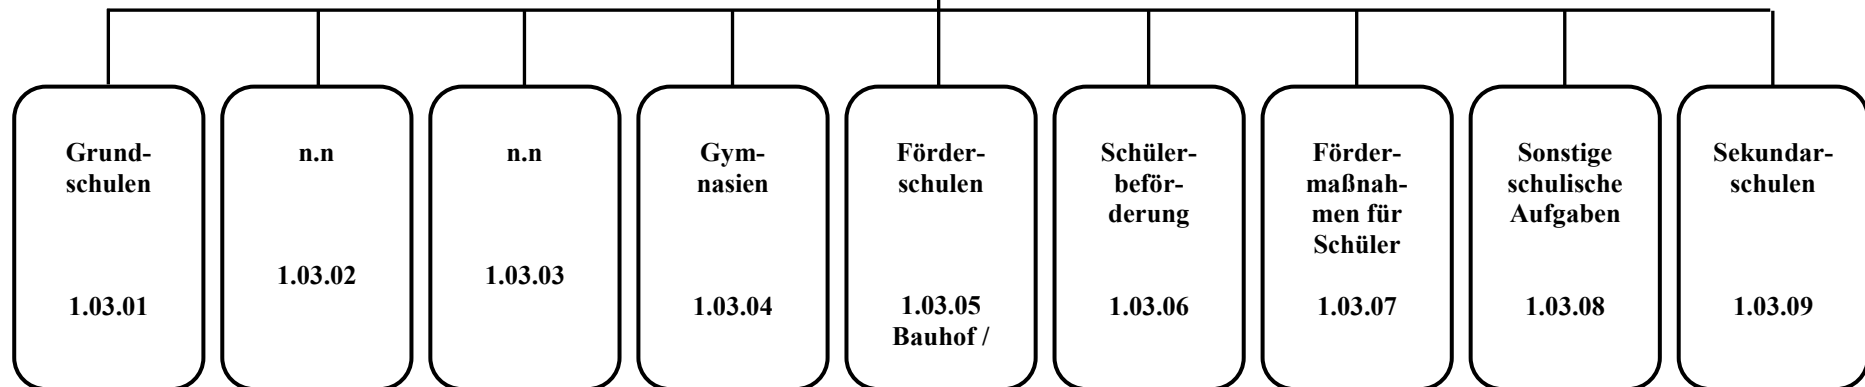 Grund-
schulen
1.03.01
n.n
1.03.02
n.n
1.03.03
Gym-
nasien
1.03.04
Förder-
schulen
1.03.05
Bauhof /
Schüler-
beför-
derung
1.03.06
Förder-
maßnah-
men für
Schüler
1.03.07
Sonstige
schulische
Aufgaben
1.03.08
Sekundar-
schulen
1.03.09